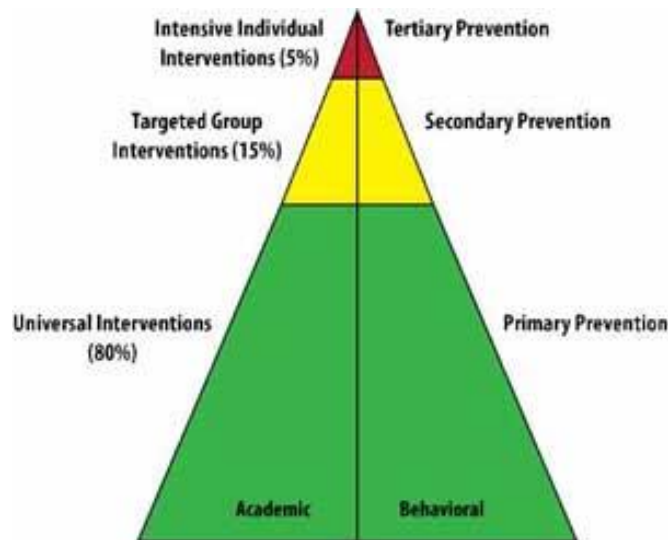 Intensive Individual
Interventions (5%)
Tertiary Prevention
Targeted Group
Interventions (15%)
Secondary Prevention
Universal Interventions
(80%)
Primary Prevention
Academic
Behavioral